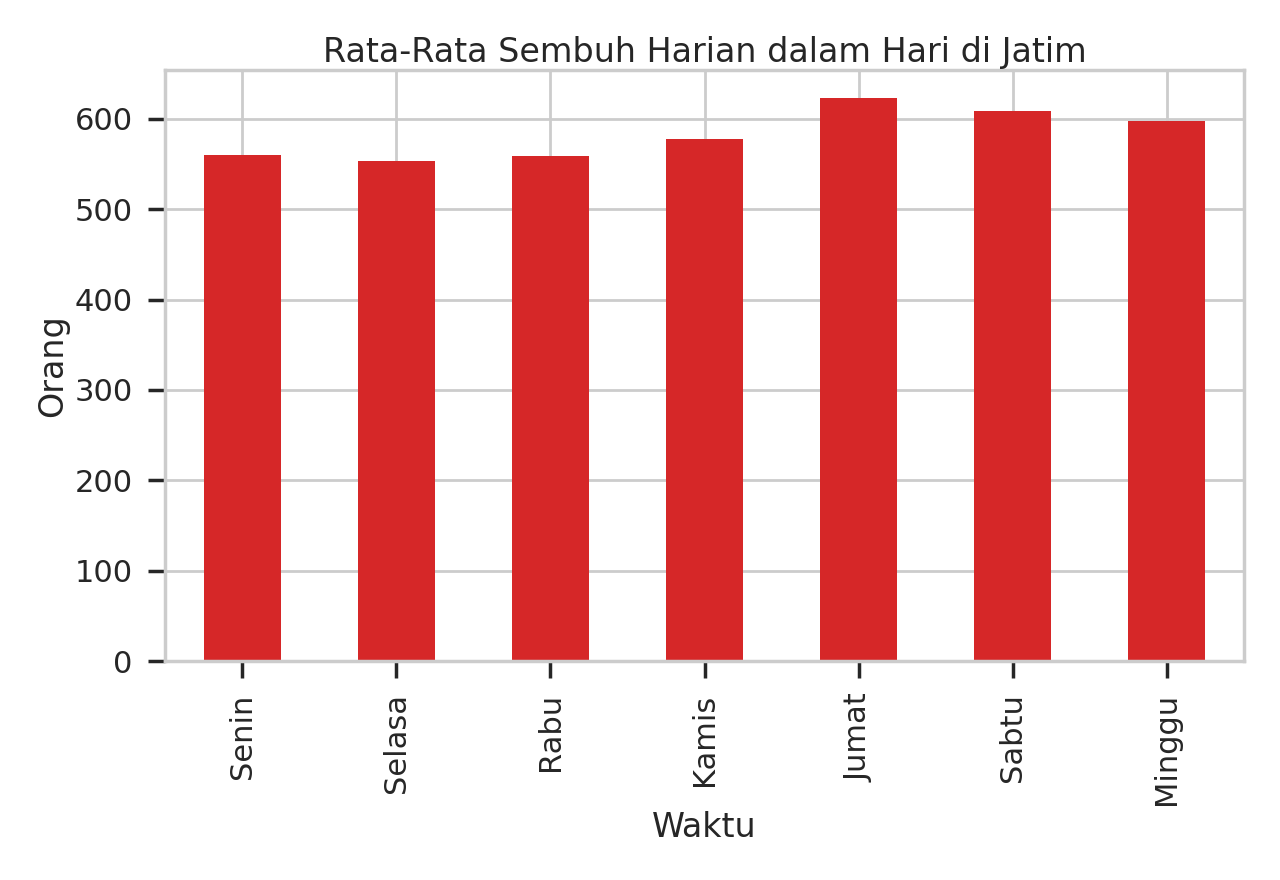 Rata-Rata Sembuh Harian dalam Hari di Jatim
Orang
600
500
400
300
200
100
0
Senin
Selasa
Rabu
Kamis
Jumat
Sabtu
Minggu
Waktu